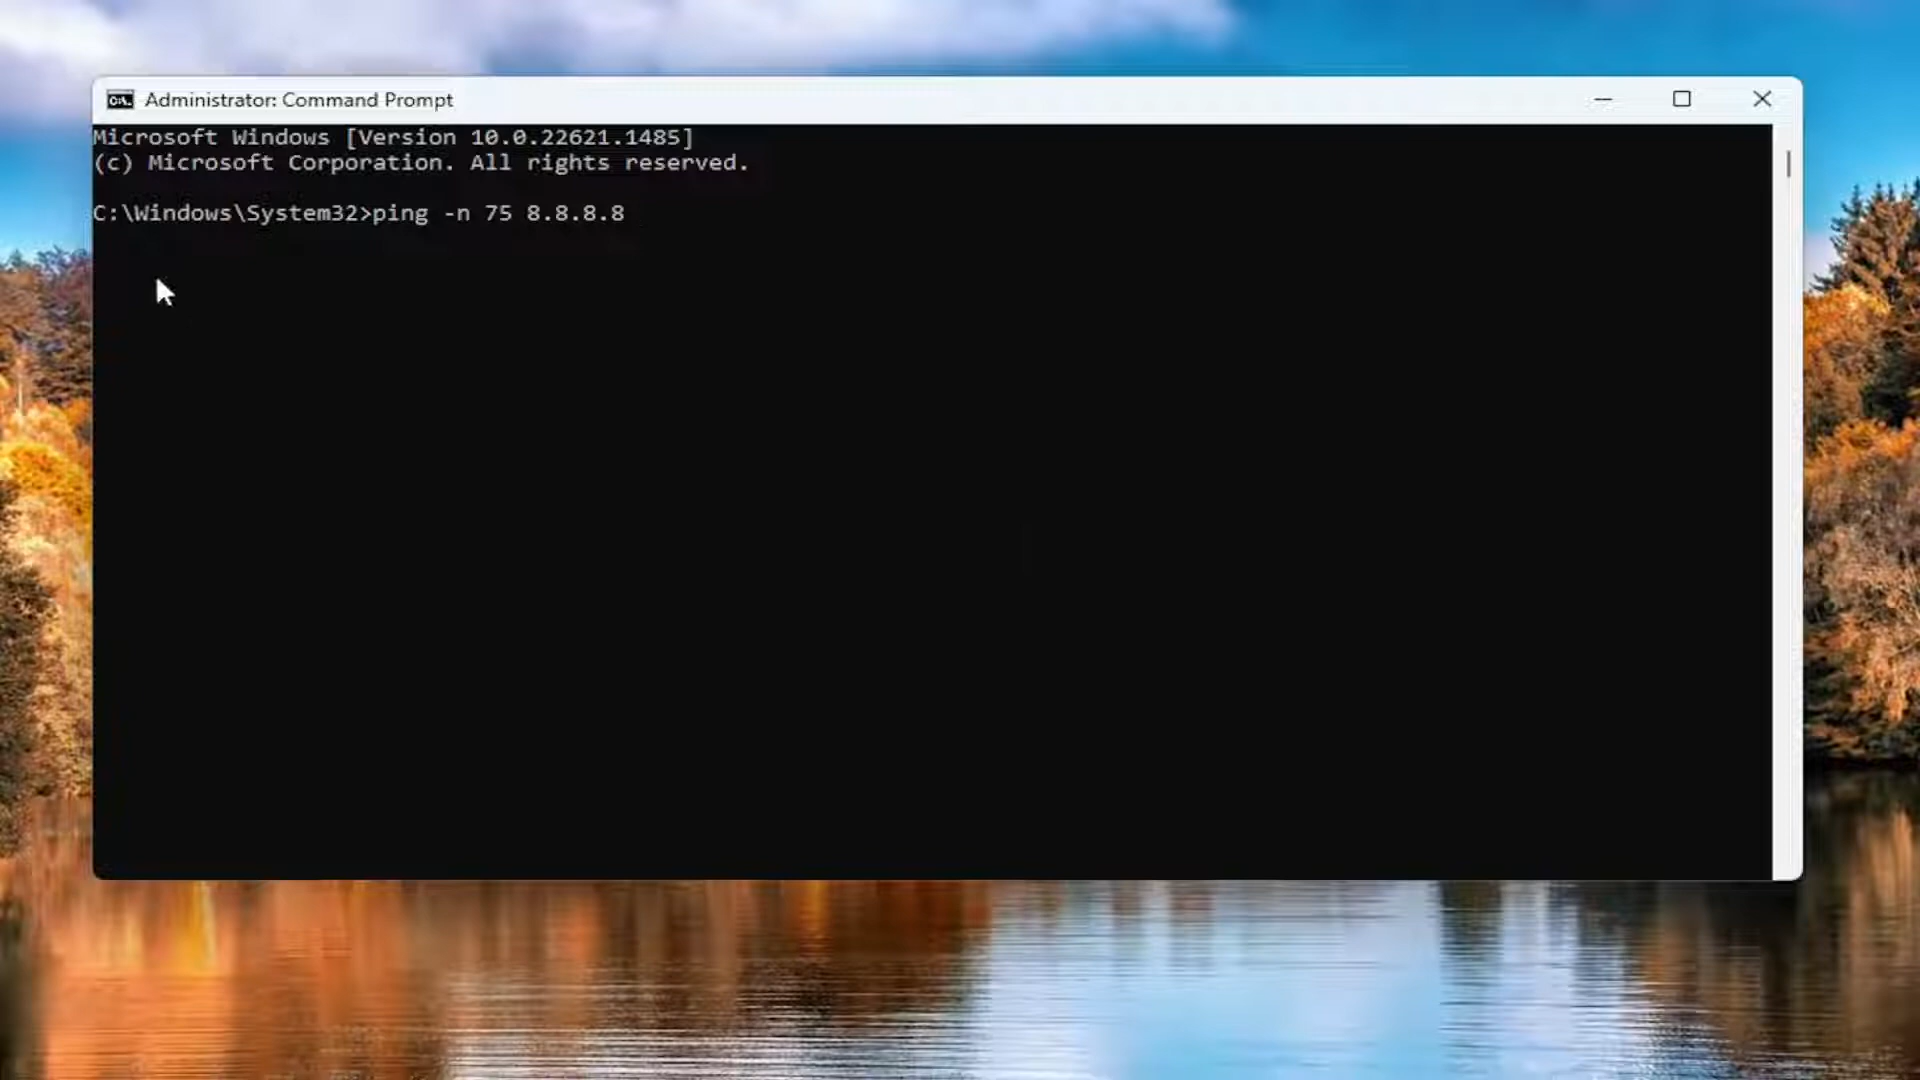 Administrator: Command Prompt
Microsoft Windows [Version 10.0.22621.1485]
(c) Microsoft Corporation. All rights reserved.
C:\Windows\System32>ping -n 75 8.8.8.8